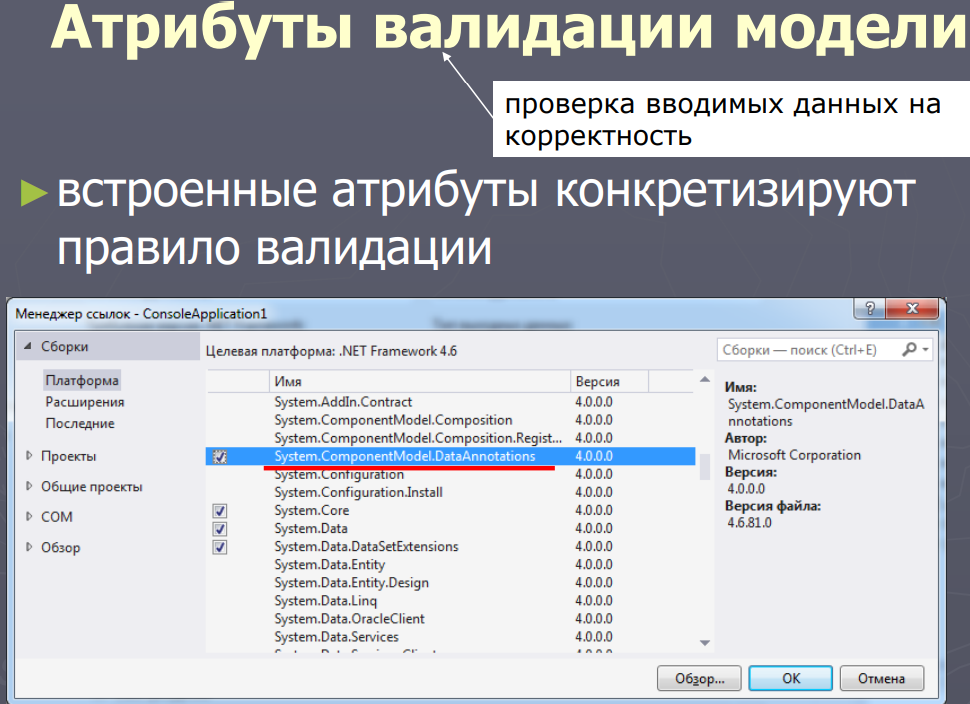 Атрибуты валидации модели
проверка вводимых данных на
корректность
встроенные атрибуты конкретизируют
правило валидации
Менеджер ссылок - ConsoleApplication1
Сборки
Платформа
Расширения
Последние
Проекты
Общие проекты
COM
Обзор
Целевая платформа: .NET Framework 4.6
Имя Версия
System.AddIn.Contract 4.0.0.0
System.ComponentModel.Composition 4.0.0.0
System.ComponentModel.Composition.Regist... 4.0.0.0
System.ComponentModel.DataAnnotations 4.0.0.0
System.Configuration 4.0.0.0
System.Configuration.Install 4.0.0.0
System.Core 4.0.0.0
System.Data 4.0.0.0
System.Data.DataSetExtensions 4.0.0.0
System.Data.Entity 4.0.0.0
System.Data.Entity.Design 4.0.0.0
System.Data.Linq 4.0.0.0
System.Data.OracleClient 4.0.0.0
System.Data.Services 4.0.0.0
Сборки — поиск (Ctrl+E)
Имя:
System.ComponentModel.DataA
nnotations
Автор:
Microsoft Corporation
Версия:
4.0.0.0
Версия файла:
4.6.81.0
Обзор... OK Отмена